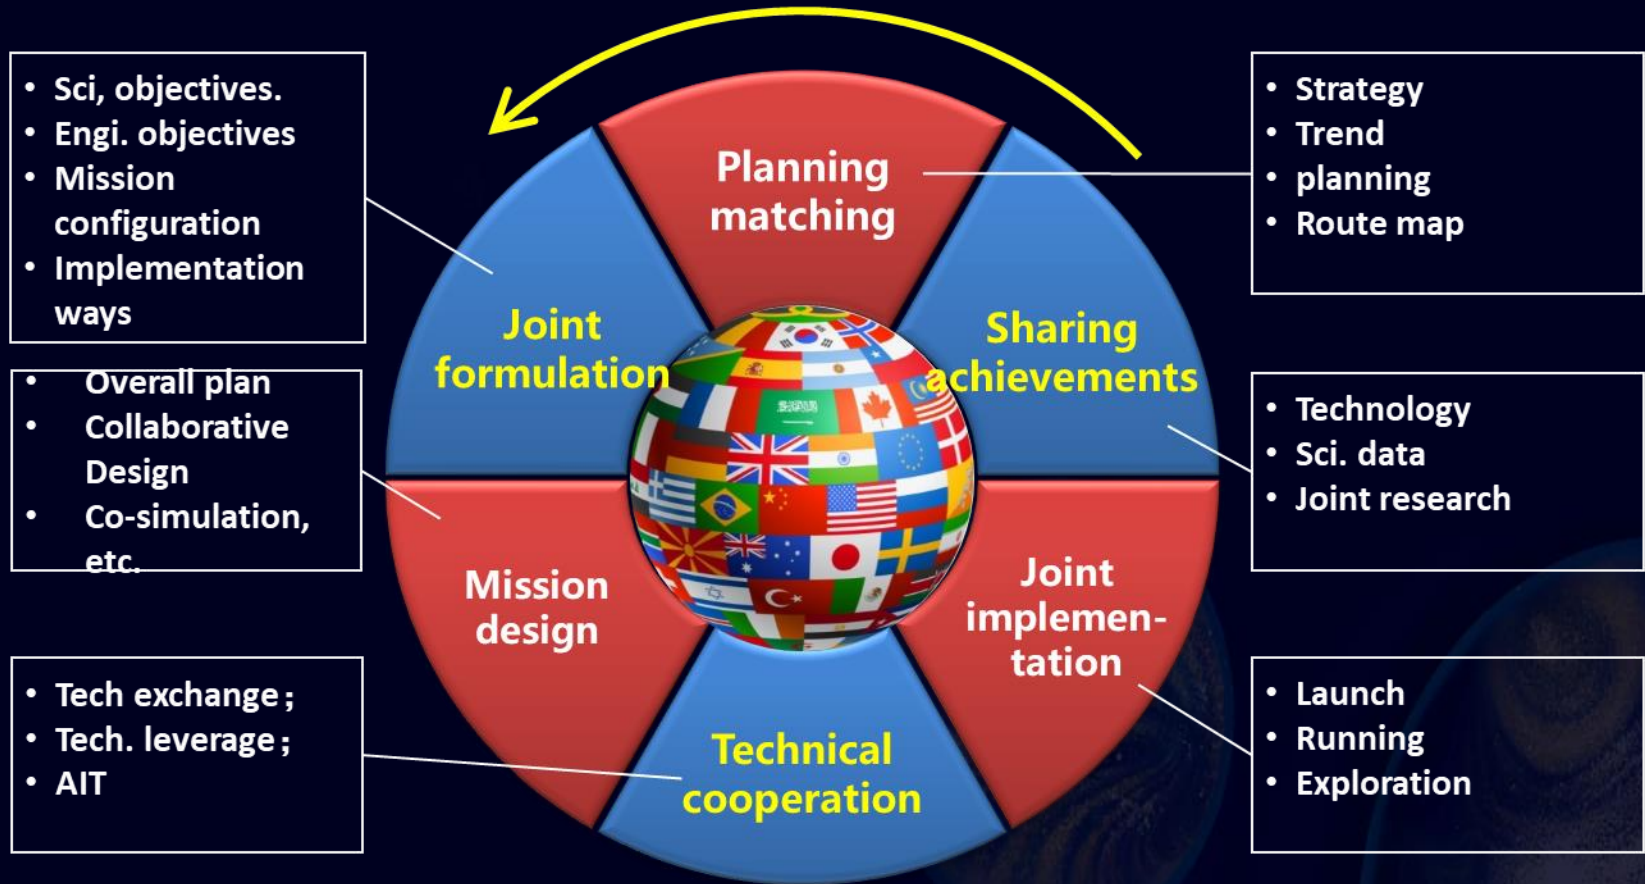 • Sci, objectives.
• Engi. objectives
• Mission
configuration
• Implementation
ways
• Overall plan
• Collaborative
Design
• Co-simulation,
etc.
• Tech exchange；
• Tech. leverage；
• AIT
Planning
matching
Joint
formulation
Sharing
achievements
Mission
design
Joint
implemen-
tation
Technical
cooperation
• Strategy
• Trend
• planning
• Route map
• Technology
• Sci. data
• Joint research
• Launch
• Running
• Exploration